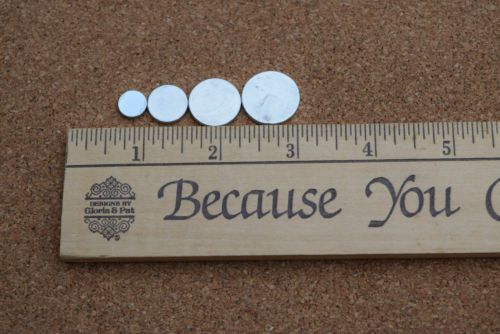 1 2 3 4 5
DESIGNS BY
Gloria & Pat
Because You